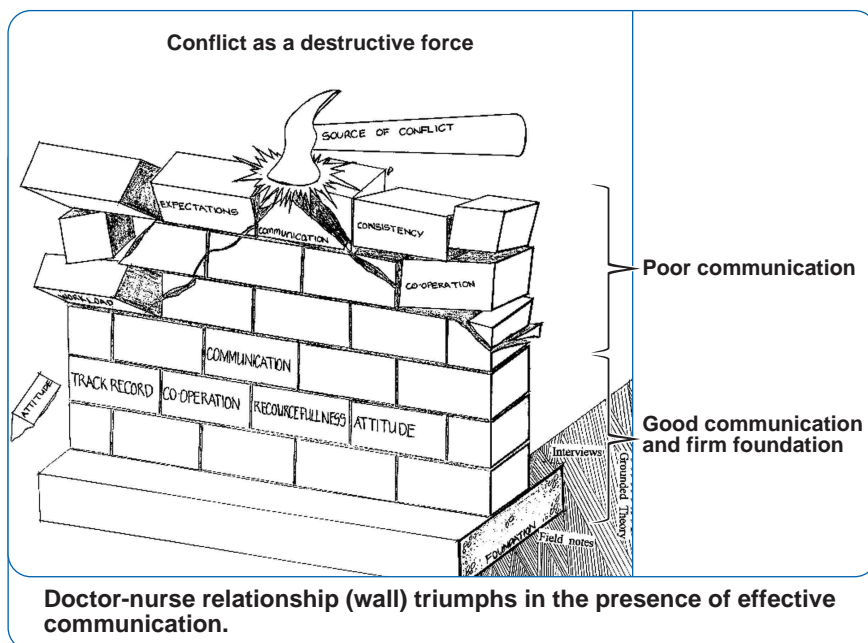 Conflict as a destructive force
SOURCE OF CONFLICT
EXPECTATIONS
COMMUNICATION
CONSISTENCY
CO-OPERATION
WORKLOAD
Poor communication
COMMUNICATION
TRACK RECORD
CO-OPERATION
RECOURCEFULLNESS
ATTITUDE
ATTITUDE
Good communication
and firm foundation
Interviews
Grounded Theory
Field notes
FOUNDATION
Doctor-nurse relationship (wall) triumphs in the presence of effective
communication.